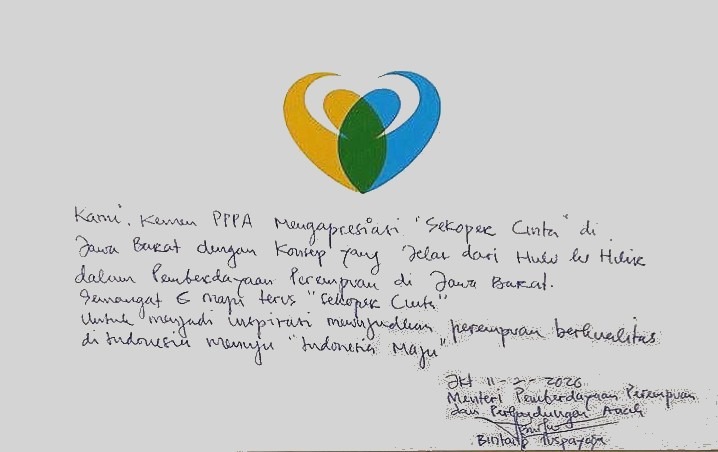 Kami. Kemen PPPA Mengapresiasi "Sekoper Cinta" di
Jawa Barat dengan Konsep yang Jelas dari Hulu ke Hilir
dalam Pemberdayaan Perempuan di Jawa Barat.
Semangat & maju terus "Sekoper Cinta"
Untuk menjadi inspirasi mewujudkan perempuan berkualitas
di Indonesia menuju "Indonesia Maju"
Jkt 11-2-2020
Menteri Pemberdayaan Perempuan
dan Perlindungan Anak
Bintang Puspayoga